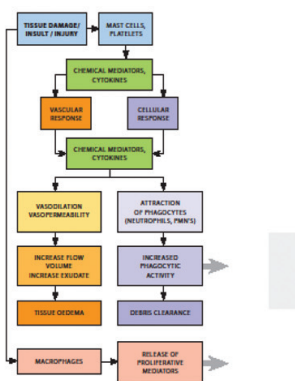 TISSUE DAMAGE/
INSULT / INJURY
MAST CELLS,
PLATELETS
CHEMICAL MEDIATORS,
CYTOKINES
VASCULAR
RESPONSE
CELLULAR
RESPONSE
CHEMICAL MEDIATORS,
CYTOKINES
VASODILATION
VASOPERMEABILITY
ATTRACTION
OF PHAGOCYTES
(NEUTROPHILS, PMN'S)
INCREASE FLOW
VOLUME
INCREASE EXUDATE
INCREASED
PHAGOCYTIC
ACTIVITY
TISSUE OEDEMA
DEBRIS CLEARANCE
MACROPHAGES
RELEASE OF
PROLIFERATIVE
MEDIATORS